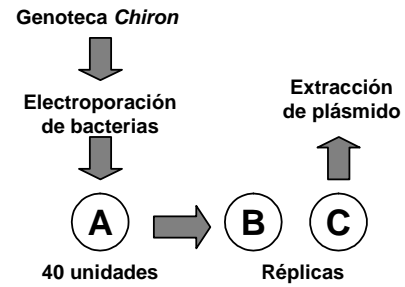 Genoteca Chiron
Electroporación
de bacterias
Extracción
de plásmido
A
B
C
40 unidades
Réplicas